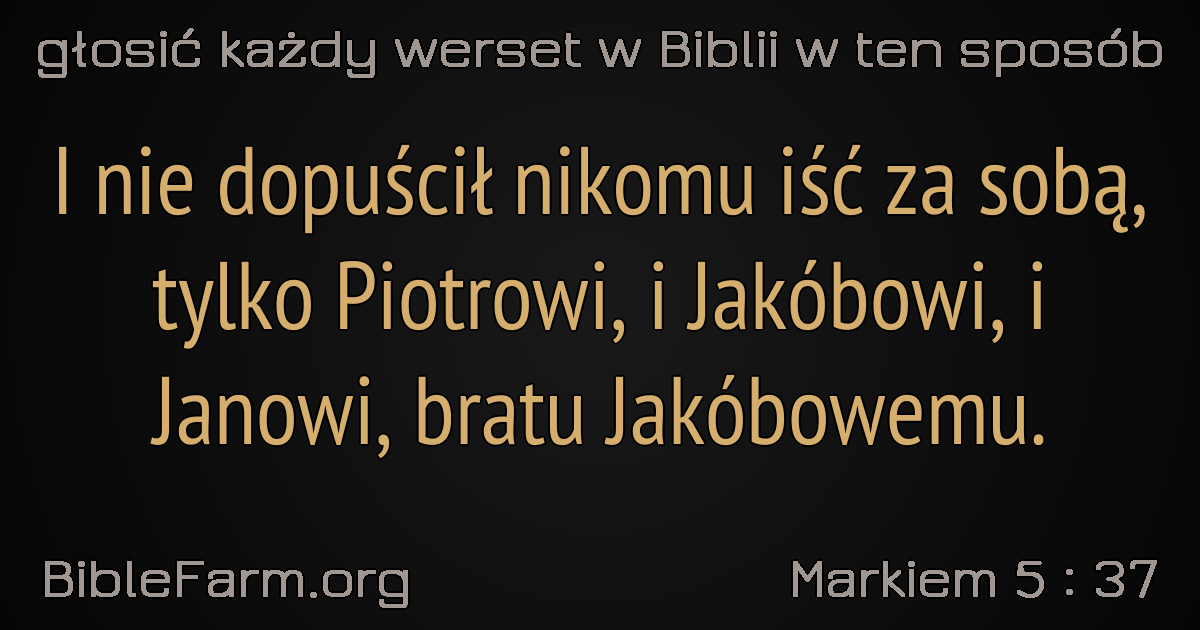 głosić każdy werset w Biblii w ten sposób
I nie dopuścił nikomu iść za sobą,
tylko Piotrowi, i Jakóbowi, i
Janowi, bratu Jakóbowemu.
BibleFarm.org
Markiem 5 : 37